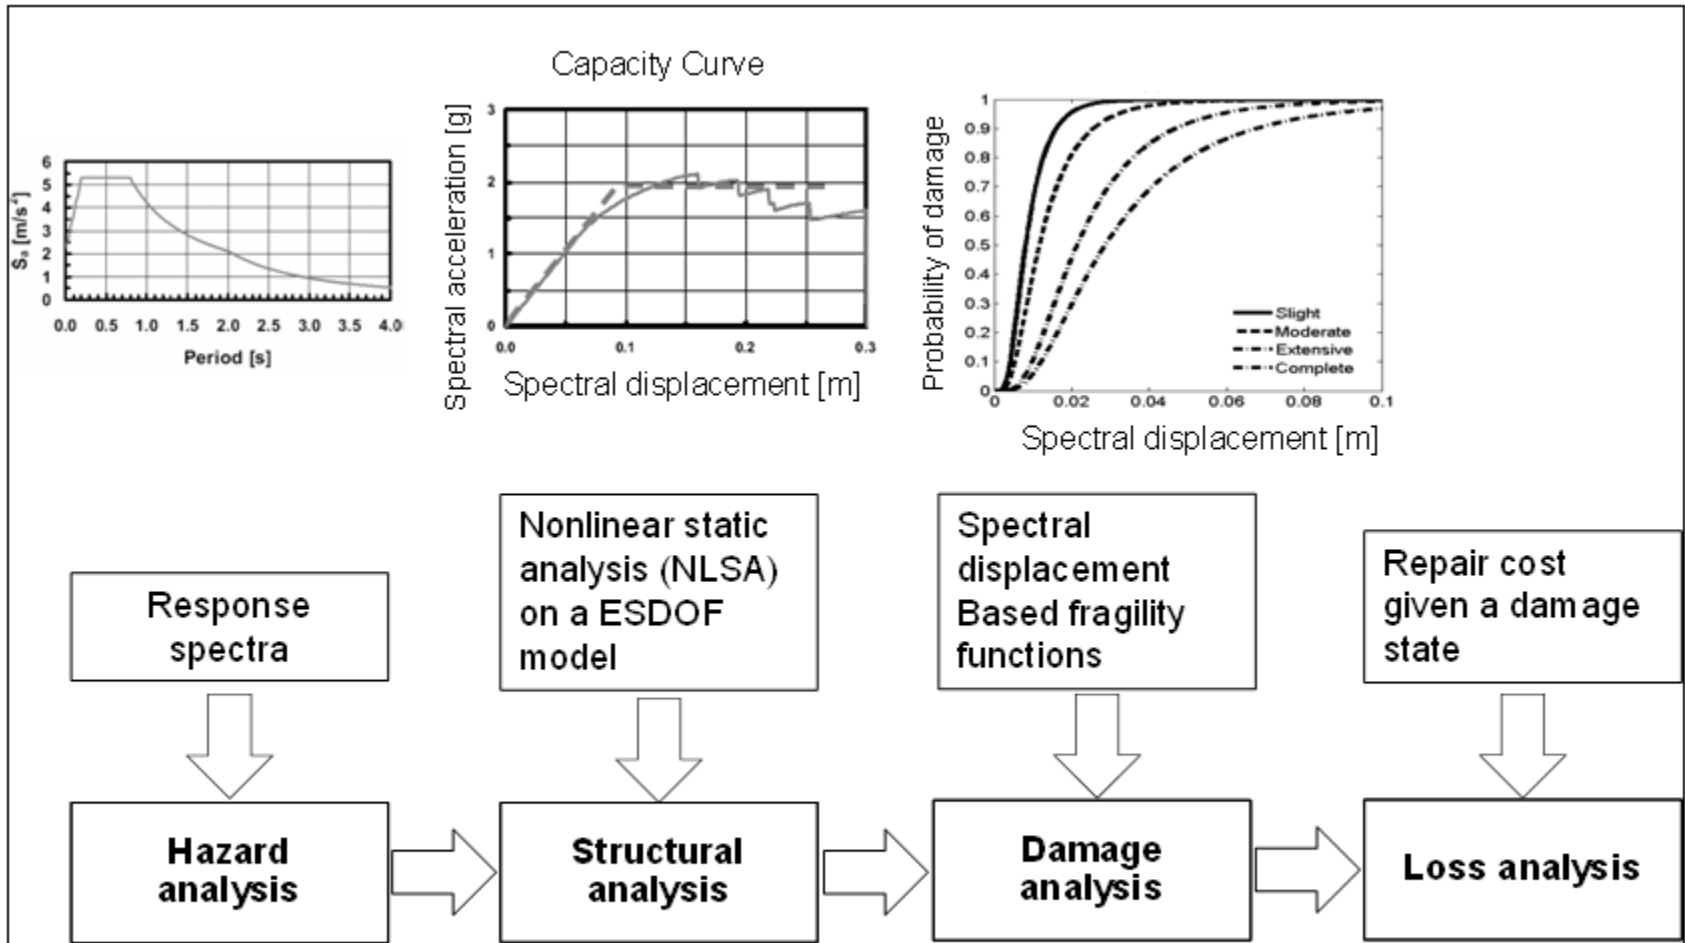 Capacity Curve
6
5
4
3
2
1
0
Sa [m/s²]
0.0 0.5 1.0 1.5 2.0 2.5 3.0 3.5 4.0
Period [s]
Spectral acceleration [g]
3
2
1
0
0.0 0.1 0.2 0.3
Spectral displacement [m]
Probability of damage
1
0.9
0.8
0.7
0.6
0.5
0.4
0.3
0.2
0.1
0
Slight
Moderate
Extensive
Complete
0 0.02 0.04 0.06 0.08 0.1
Spectral displacement [m]
Response
spectra
Nonlinear static
analysis (NLSA)
on a ESDOF
model
Spectral
displacement
Based fragility
functions
Repair cost
given a damage
state
Hazard
analysis
Structural
analysis
Damage
analysis
Loss analysis